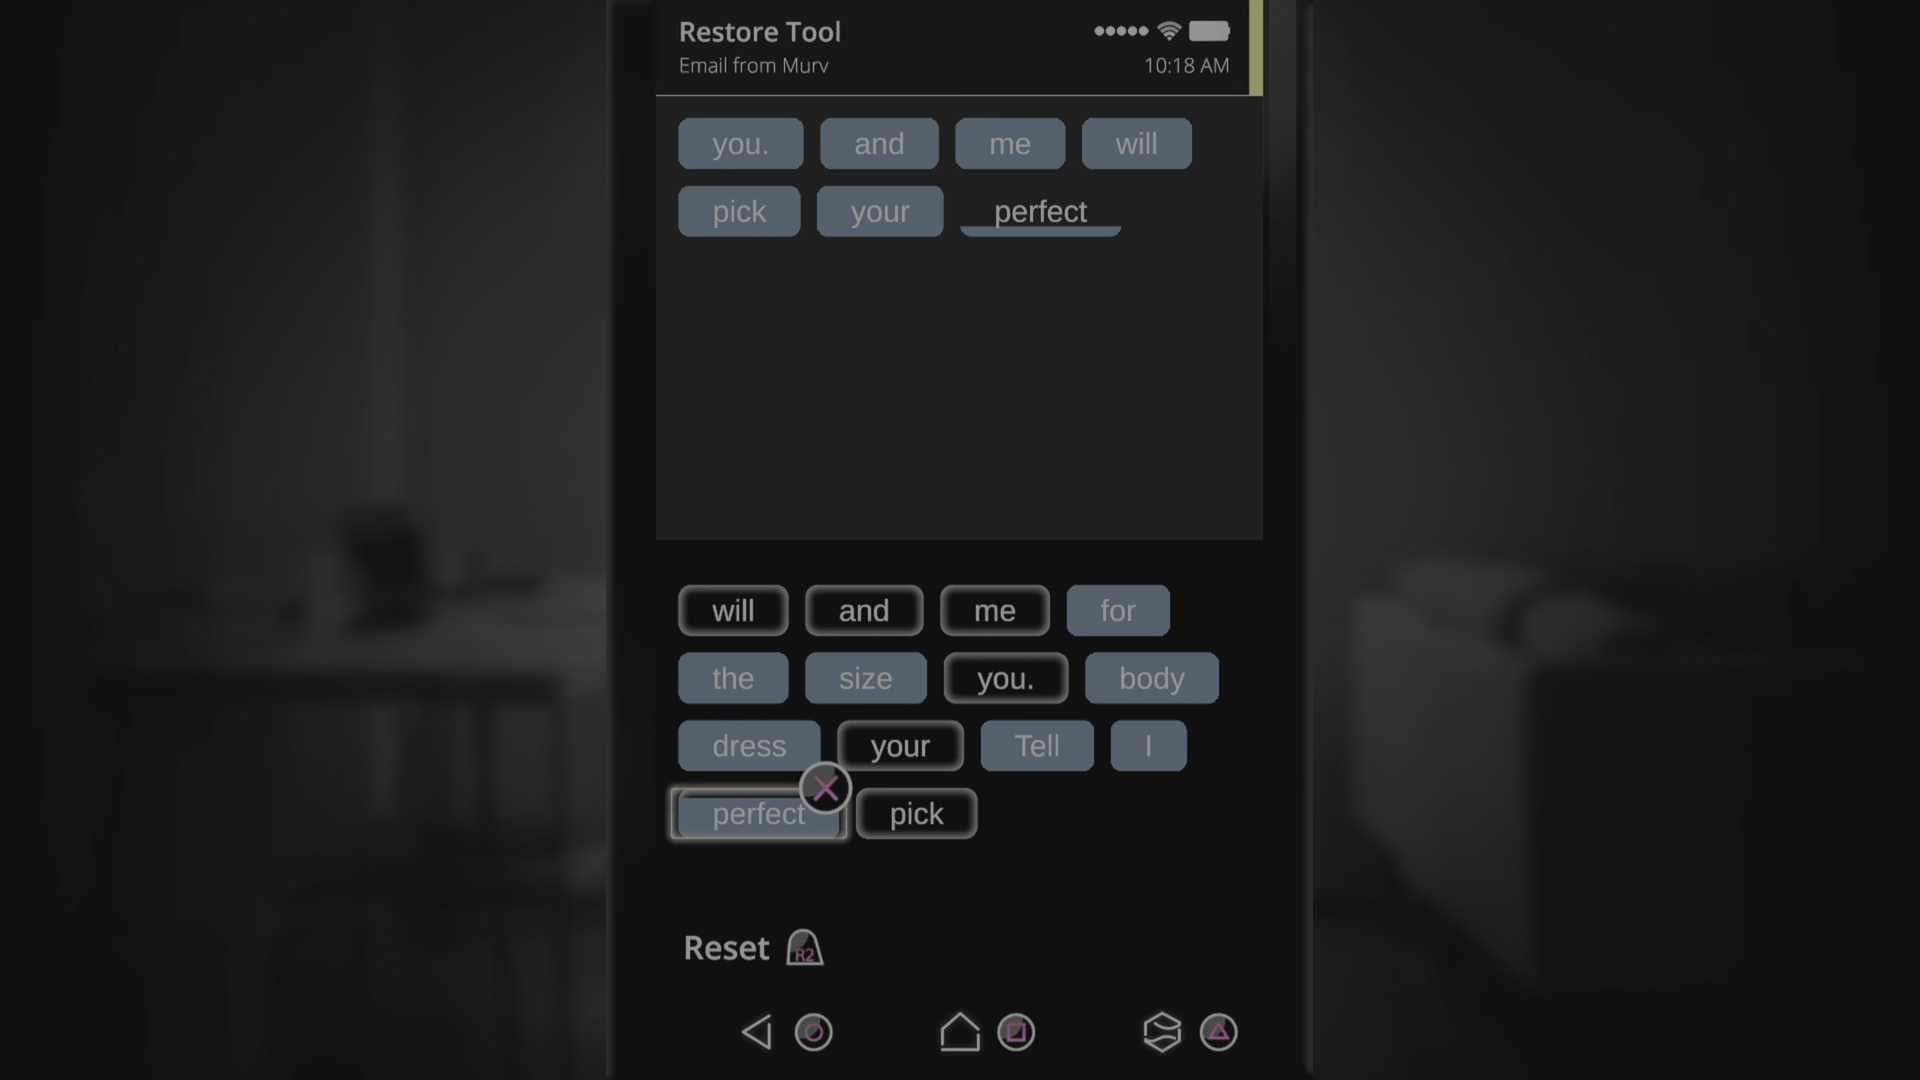 Restore Tool
Email from Murv 10:18 AM
you. and me will
pick your perfect
will and me for
the size you. body
dress your Tell I
perfect pick
Reset R2